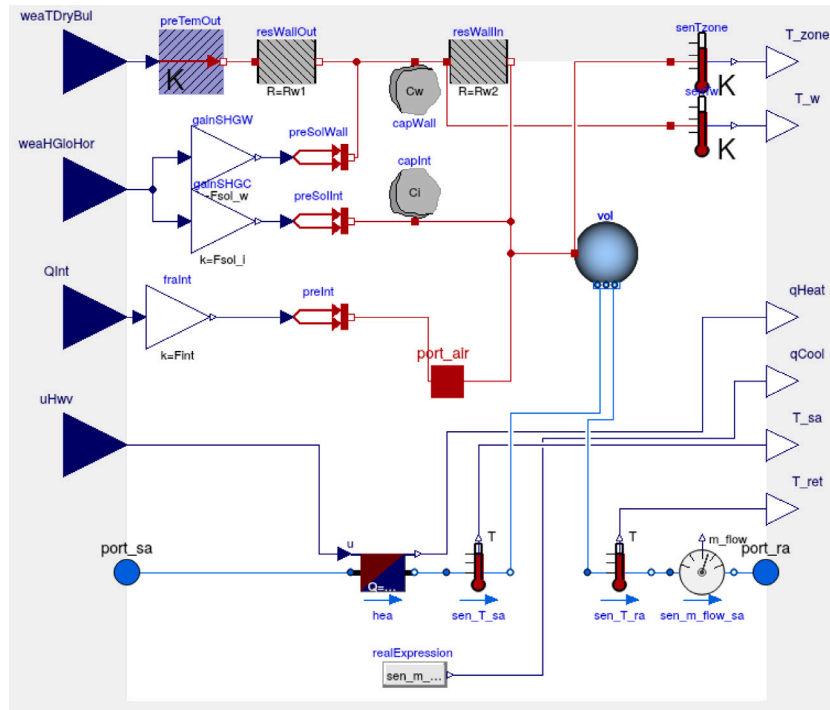 weaTDryBul
preTemOut
K
resWallOut
R=Rw1
Cw
capWall
resWallIn
R=Rw2
senTzone
K
T_zone
K
T_w
weaHGloHor
gainSHGW
gainSHGC
k=Fsol_i
preSolWall
preSolInt
capInt
Ci
vol
QInt
fraInt
k=Fint
preInt
port_air
qHeat
qCool
uHwv
T_sa
T_ret
port_sa
u
Q=...
hea
T
sen_T_sa
T
sen_T_ra
m_flow
sen_m_flow_sa
port_ra
realExpression
sen_m_...